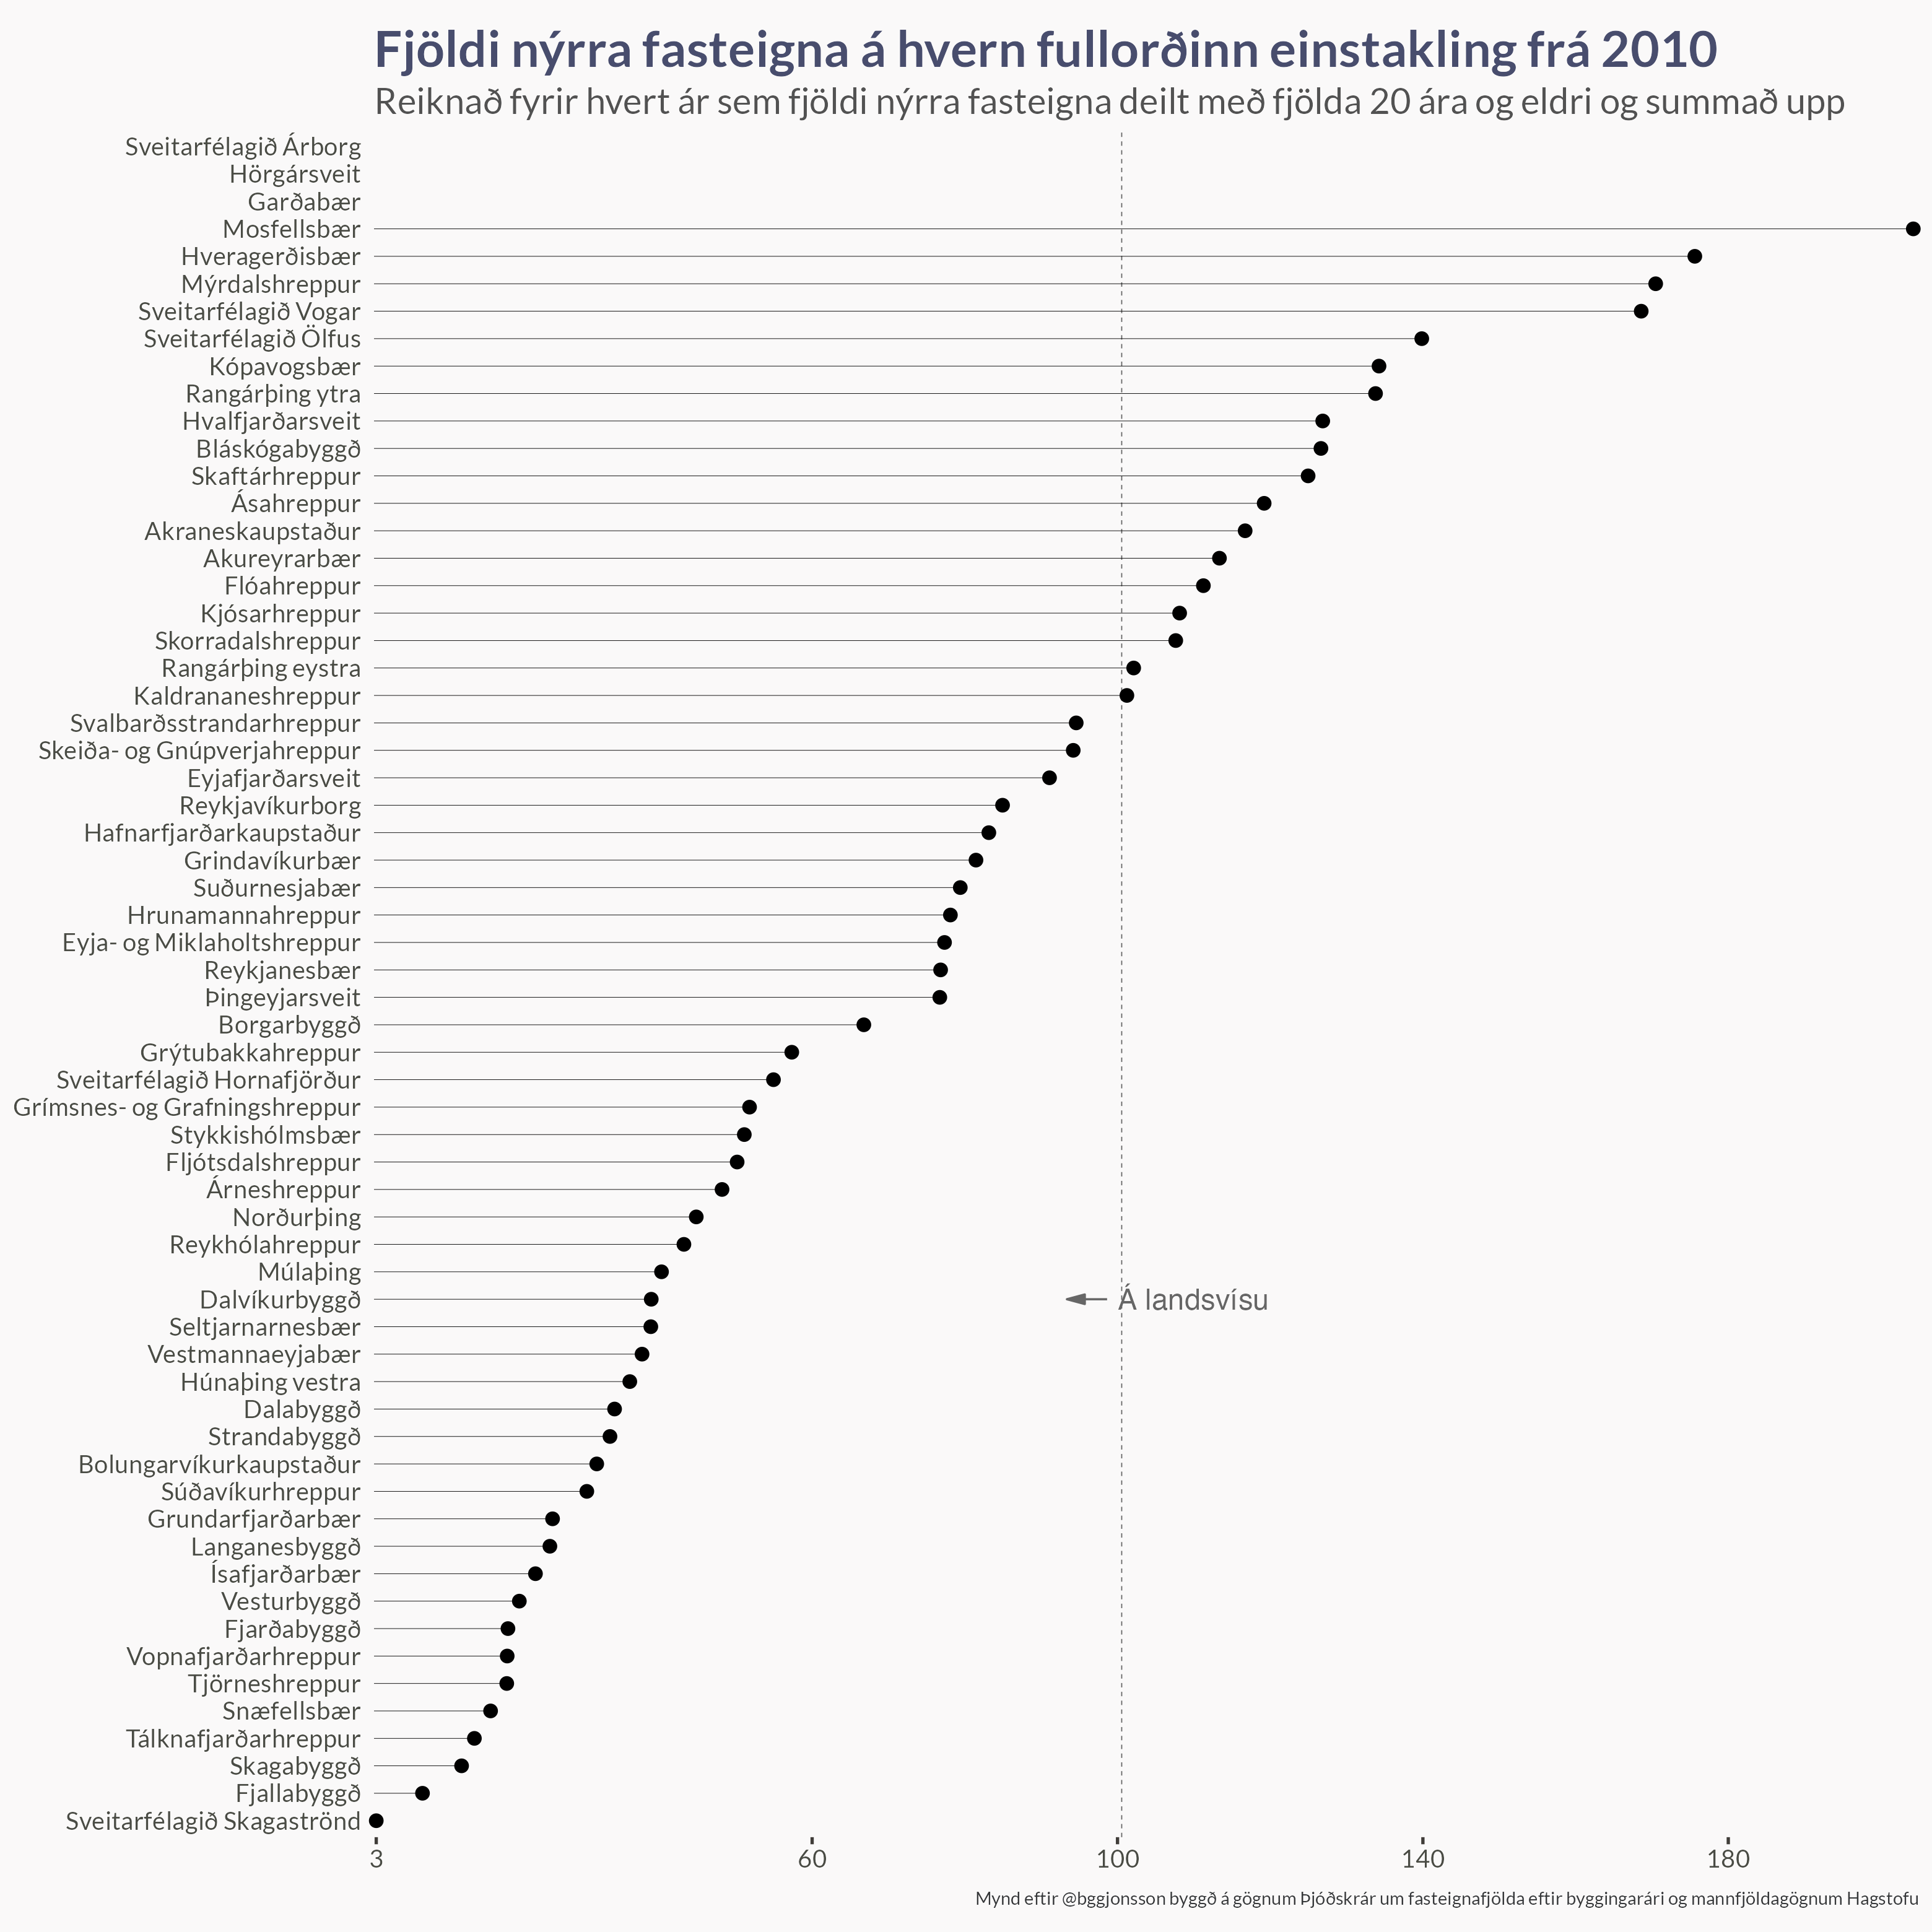 Fjöldi nýrra fasteigna á hvern fullorðinn einstakling frá 2010
Reiknað fyrir hvert ár sem fjöldi nýrra fasteigna deilt með fjölda 20 ára og eldri og summað upp
Sveitarfélagið Árborg
Hörgársveit
Garðabær
Mosfellsbær
Hveragerðisbær
Mýrdalshreppur
Sveitarfélagið Vogar
Sveitarfélagið Ölfus
Kópavogsbær
Rangárþing ytra
Hvalfjarðarsveit
Bláskógabyggð
Skaftárhreppur
Ásahreppur
Akraneskaupstaður
Akureyrarbær
Flóahreppur
Kjósarhreppur
Skorradalshreppur
Rangárþing eystra
Kaldrananeshreppur
Svalbarðsstrandarhreppur
Skeiða- og Gnúpverjahreppur
Eyjafjarðarsveit
Reykjavíkurborg
Hafnarfjarðarkaupstaður
Grindavíkurbær
Suðurnesjabær
Hrunamannahreppur
Eyja- og Miklaholtshreppur
Reykjanesbær
Þingeyjarsveit
Borgarbyggð
Grýtubakkahreppur
Sveitarfélagið Hornafjörður
Grímsnes- og Grafningshreppur
Stykkishólmsbær
Fljótsdalshreppur
Árneshreppur
Norðurþing
Reykhólahreppur
Múlaþing
Dalvíkurbyggð
Á landsvísu
Seltjarnarnesbær
Vestmannaeyjabær
Húnaþing vestra
Dalabyggð
Strandabyggð
Bolungarvíkurkaupstaður
Súðavíkurhreppur
Grundarfjarðarbær
Langanesbyggð
Ísafjarðarbær
Vesturbyggð
Fjarðabyggð
Vopnafjarðarhreppur
Tjörneshreppur
Snæfellsbær
Tálknafjarðarhreppur
Skagabyggð
Fjallabyggð
Sveitarfélagið Skagaströnd
3 60 100 140 180
Mynd eftir @bggjonsson byggð á gögnum Þjóðskrár um fasteignafjölda eftir byggingarári og mannfjöldagögnum Hagstofu